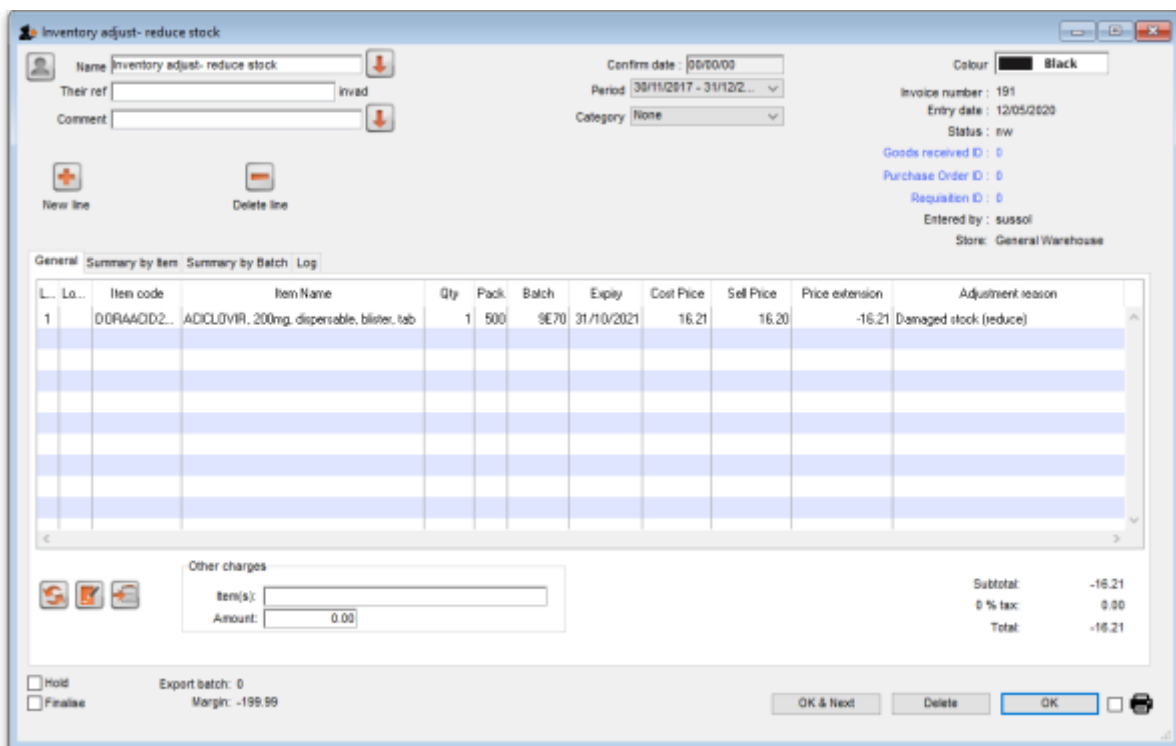 Inventory adjust- reduce stock
Name Inventory adjust- reduce stock
Their ref invad
Comment
Confirm date : 00/00/00
Period 30/11/2017 - 31/12/2...
Category None
Colour Black
Invoice number : 191
Entry date : 12/05/2020
Status : nw
Goods received ID : 0
Purchase Order ID : 0
Requisition ID : 0
Entered by : sussol
Store: General Warehouse
New line Delete line
General Summary by Item Summary by Batch Log
L... Lo... Item code Item Name Qty Pack Batch Expiry Cost Price Sell Price Price extension Adjustment reason
1 DORAACID2... ACICLOVIR, 200mg, dispersable, blister, tab 1 500 9E70 31/10/2021 16.21 16.20 -16.21 Damaged stock (reduce)
Other charges
Item(s):
Amount: 0.00
Subtotal: -16.21
0 % tax: 0.00
Total: -16.21
Hold
Finalise
Export batch: 0
Margin: -199.99
OK & Next Delete OK